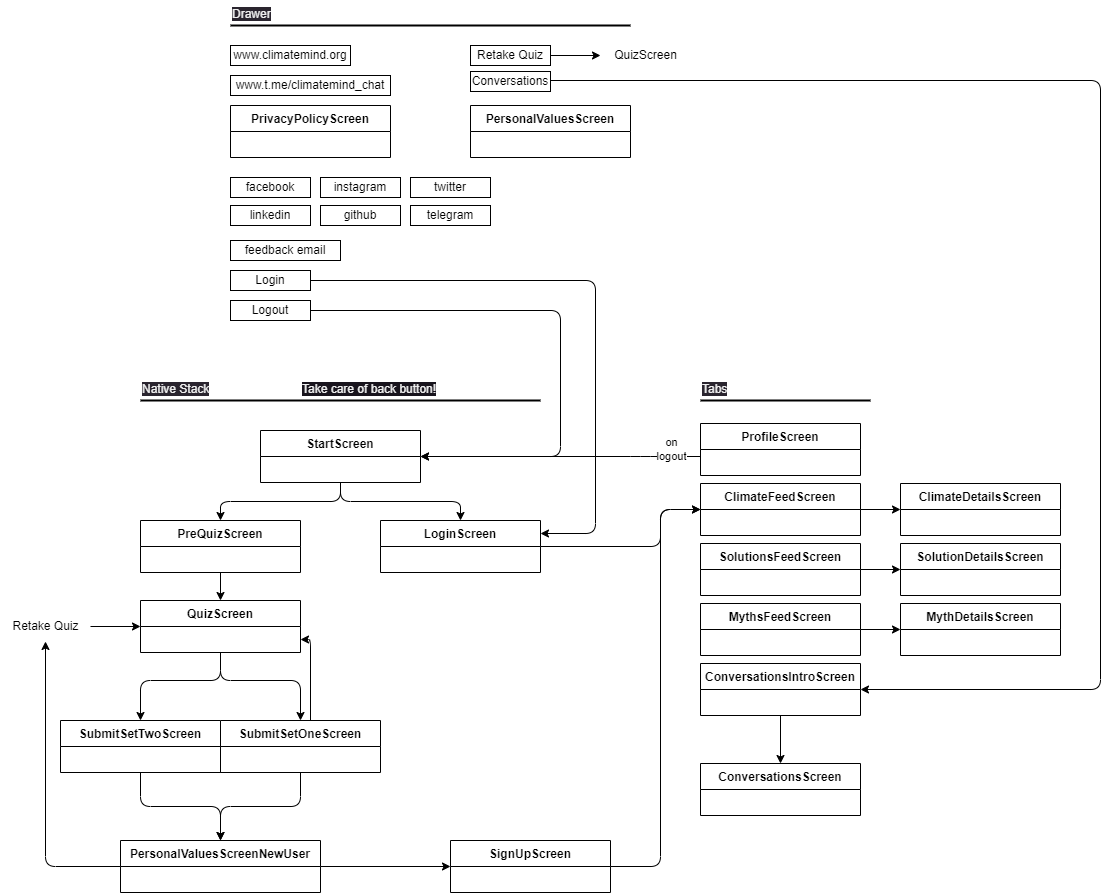 Drawer
www.climatemind.org
Retake Quiz
QuizScreen
www.t.me/climatemind_chat
Conversations
PrivacyPolicyScreen
PersonalValuesScreen
facebook
instagram
twitter
linkedin
github
telegram
feedback email
Login
Logout
Native Stack
Take care of back button!
Tabs
StartScreen
on
logout
ProfileScreen
ClimateFeedScreen
ClimateDetailsScreen
PreQuizScreen
LoginScreen
SolutionsFeedScreen
SolutionDetailsScreen
Retake Quiz
QuizScreen
MythsFeedScreen
MythDetailsScreen
ConversationsIntroScreen
SubmitSetTwoScreen
SubmitSetOneScreen
ConversationsScreen
PersonalValuesScreenNewUser
SignUpScreen